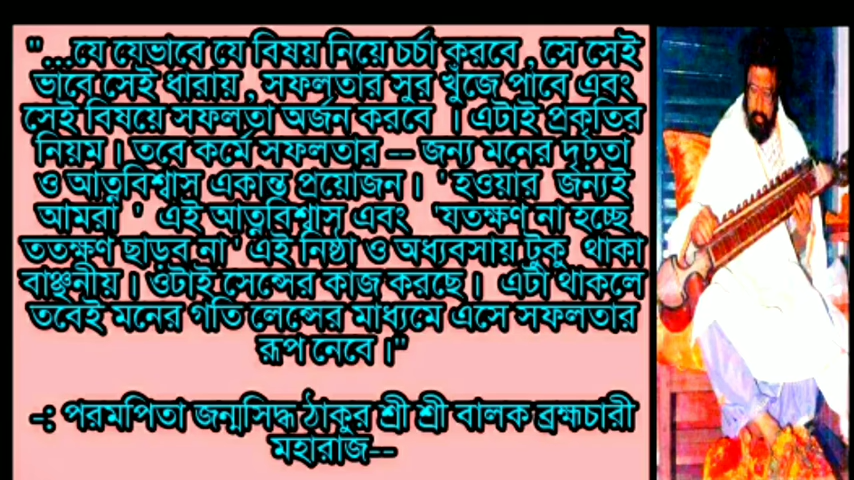 "...যে যেভাবে যে বিষয় নিয়ে চর্চা করবে , সে সেই
ভাবে সেই ধারায় , সফলতার সুর খুঁজে পাবে এবং
সেই বিষয়ে সফলতা অর্জন করবে । এটাই প্রকৃতির
নিয়ম । তবে কর্মে সফলতার -- জন্য মনের দৃঢ়তা
ও আত্নবিশ্বাস একান্ত প্রয়োজন । ' হওয়ার জন্যই
আমরা ' এই আত্নবিশ্বাস এবং 'যতক্ষণ না হচ্ছে
ততক্ষণ ছাড়ব না ' এই নিষ্ঠা ও অধ্যবসায় টুকু থাকা
বাঞ্ছনীয় । ওটাই সেন্সের কাজ করছে । এটা থাকলে
তবেই মনের গতি লেন্সের মাধ্যমে এসে সফলতার
রূপ নেবে ।"
-: পরমপিতা জন্মসিদ্ধ ঠাকুর শ্রী শ্রী বালক ব্রহ্মচারী
মহারাজ--